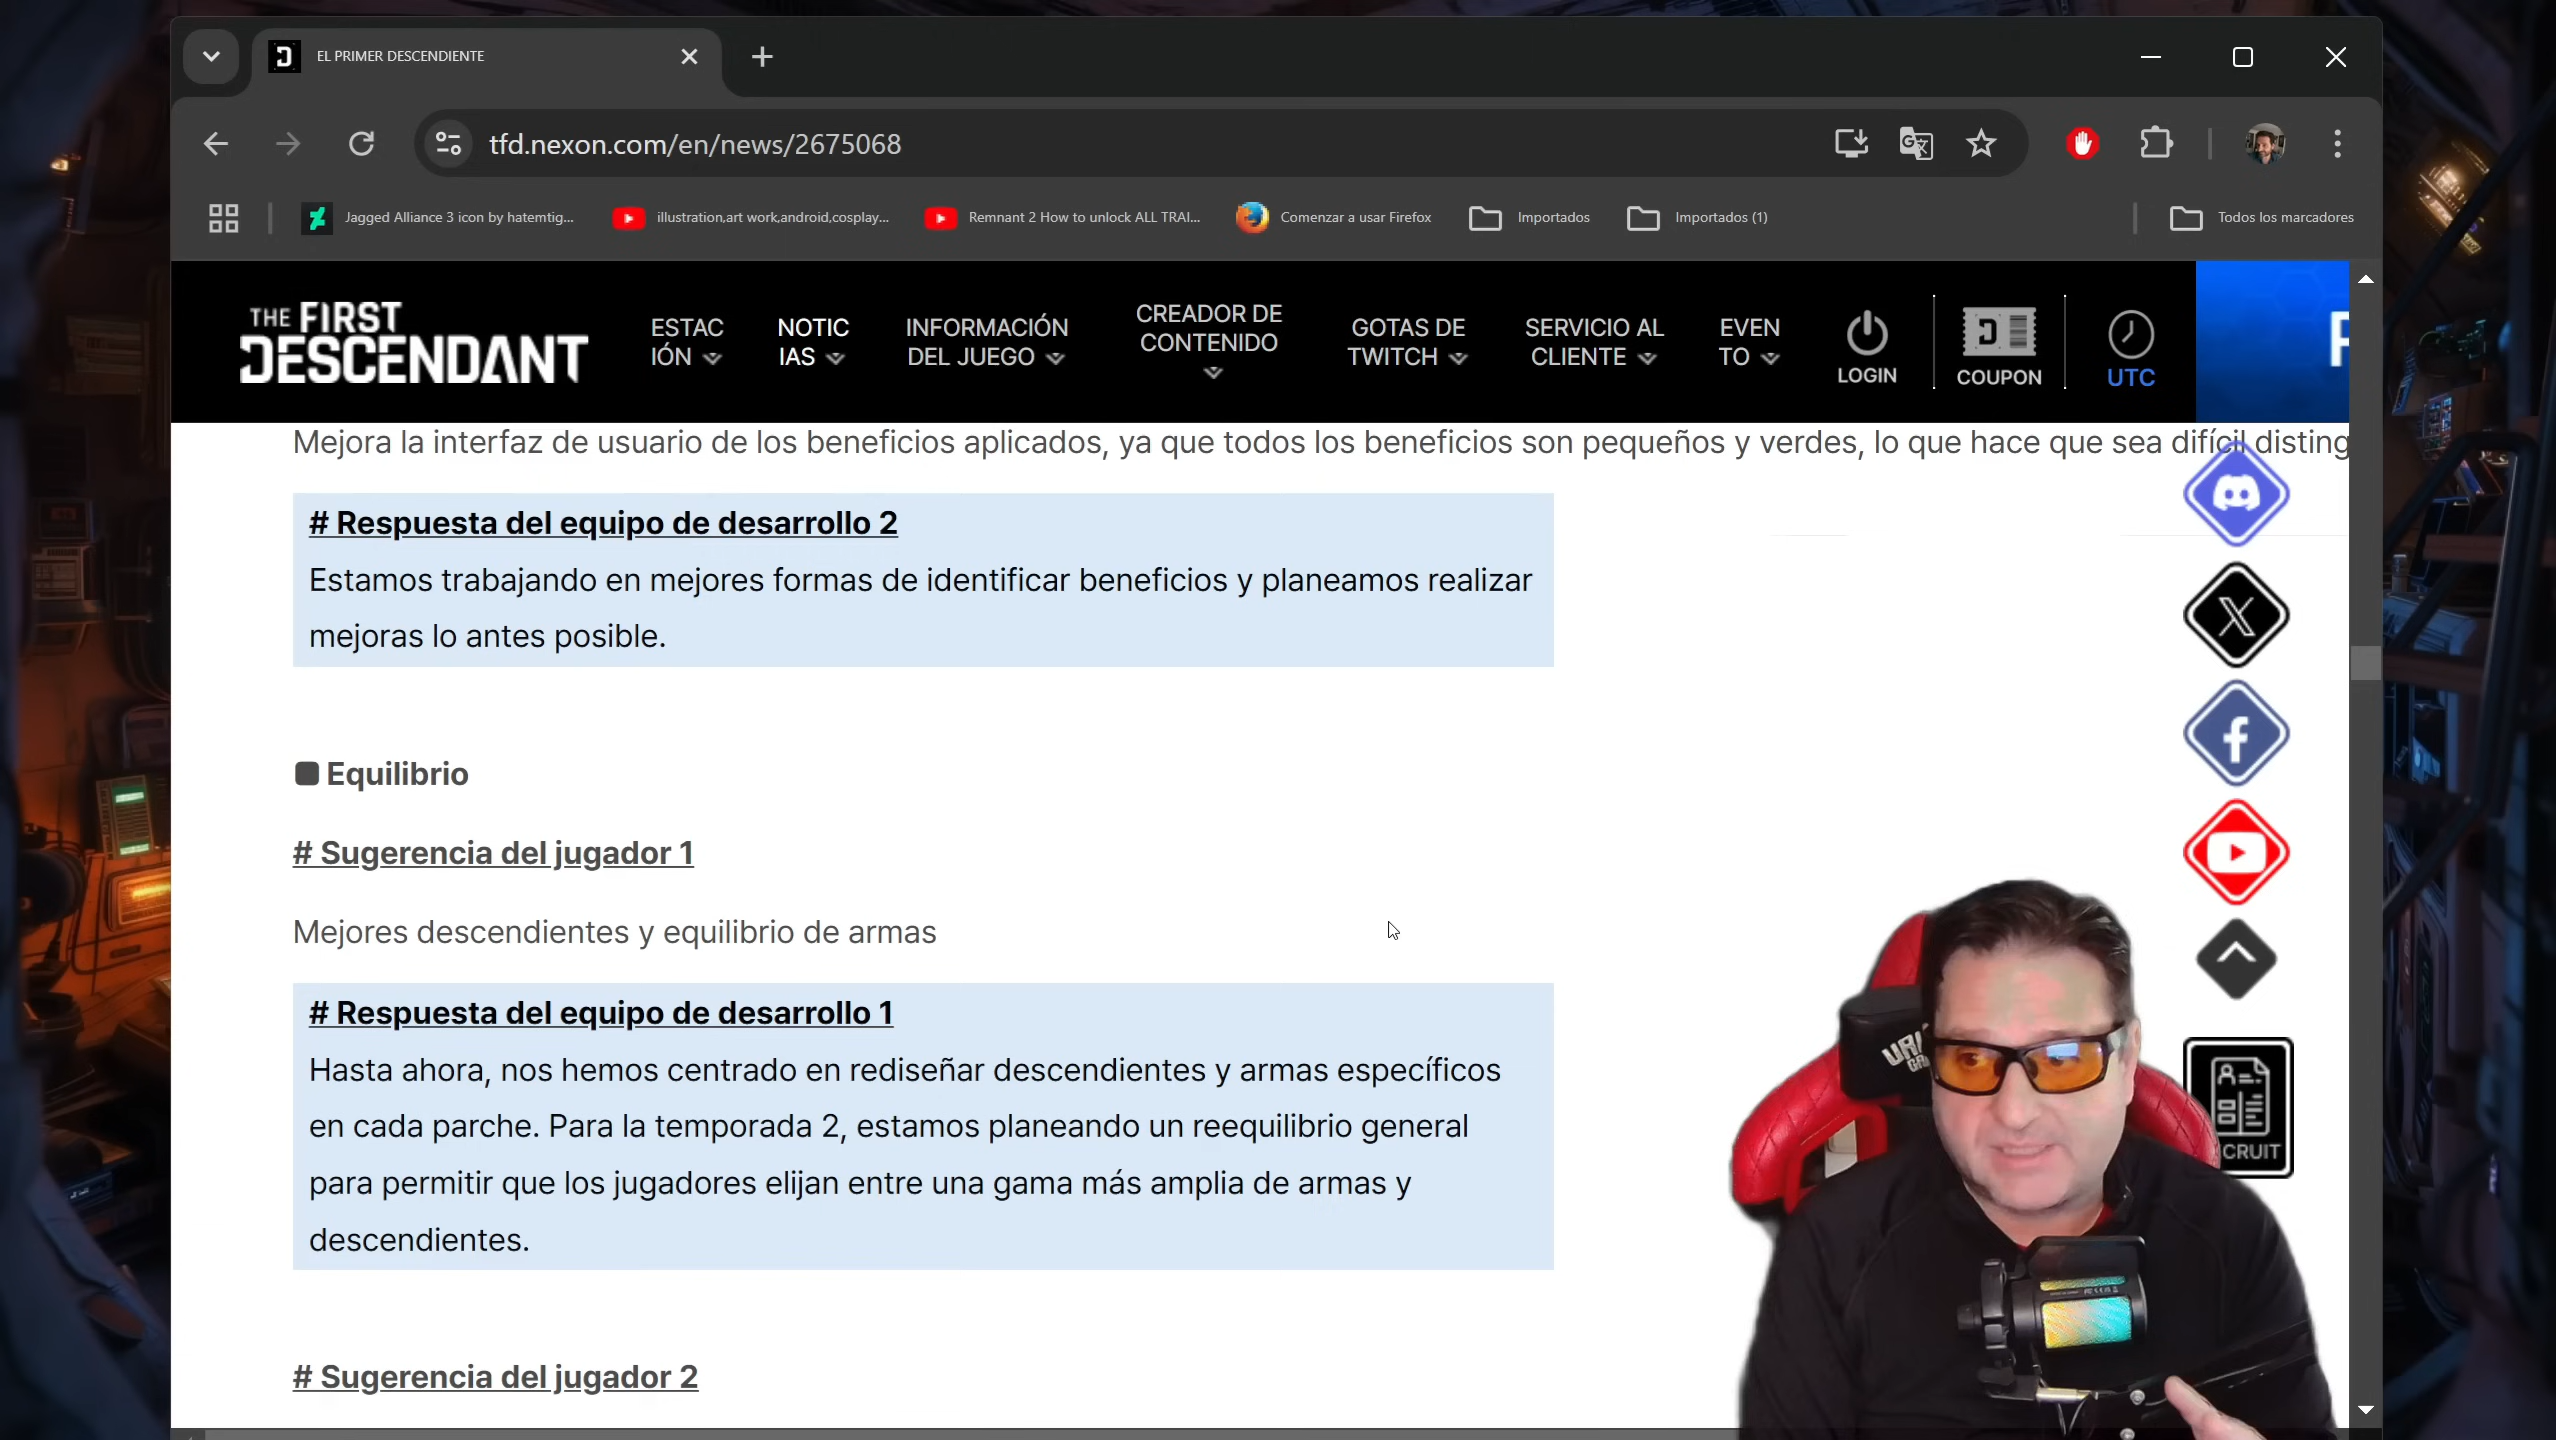 EL PRIMER DESCENDIENTE
tfd.nexon.com/en/news/2675068
Jagged Alliance 3 icon by hatemtig...
illustration,art work,android,cosplay...
Remnant 2 How to unlock ALL TRAI...
Comenzar a usar Firefox
Importados
Importados (1)
Todos los marcadores
THE FIRST
DESCENDANT
ESTAC
IÓN
NOTIC
IAS
INFORMACIÓN
DEL JUEGO
CREADOR DE
CONTENIDO
GOTAS DE
TWITCH
SERVICIO AL
CLIENTE
EVEN
TO
LOGIN
COUPON
UTC
Mejora la interfaz de usuario de los beneficios aplicados, ya que todos los beneficios son pequeños y verdes, lo que hace que sea difícil disting
# Respuesta del equipo de desarrollo 2
Estamos trabajando en mejores formas de identificar beneficios y planeamos realizar
mejoras lo antes posible.
Equilibrio
# Sugerencia del jugador 1
Mejores descendientes y equilibrio de armas
# Respuesta del equipo de desarrollo 1
Hasta ahora, nos hemos centrado en rediseñar descendientes y armas específicos
en cada parche. Para la temporada 2, estamos planeando un reequilibrio general
para permitir que los jugadores elijan entre una gama más amplia de armas y
descendientes.
# Sugerencia del jugador 2
CRUIT